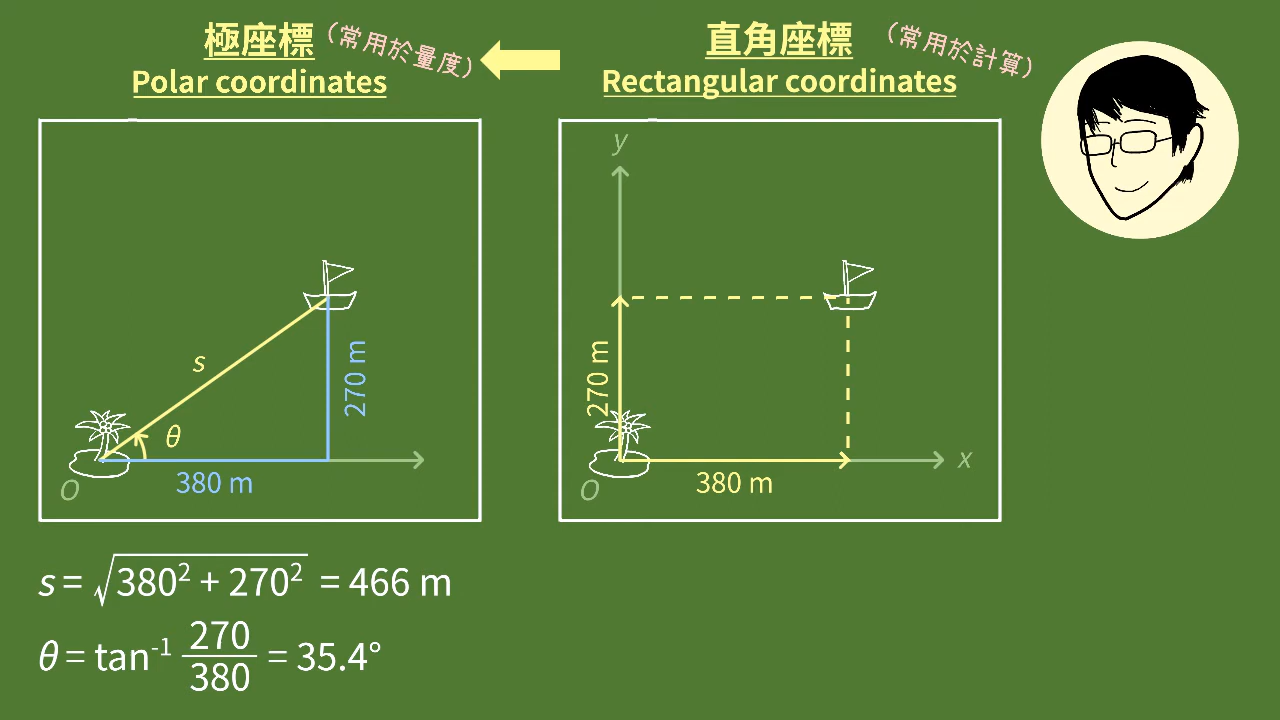 極座標 (常用於量度)
Polar coordinates
直角座標 (常用於計算)
Rectangular coordinates
s
θ
270 m
380 m
O
y
270 m
380 m
x
O
s = √(380² + 270²) = 466 m
θ = tan⁻¹ 270/380 = 35.4°